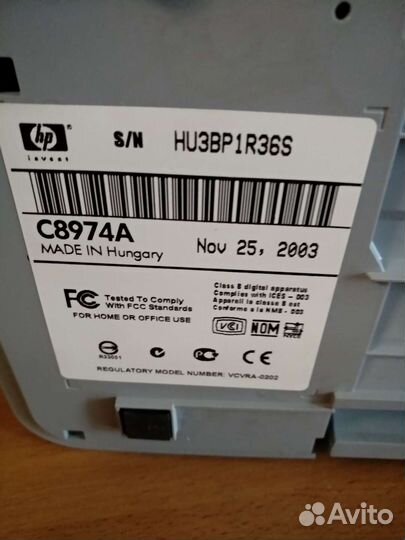 hp
invent
S/N HU3BP1R36S
C8974A
MADE IN Hungary
Nov 25, 2003
FC Tested To Comply
With FCC Standards
FOR HOME OR OFFICE USE
Class B digital apparatus
Complies with ICES - 003
Appareil la classe B est
Conforme a la NMB - 003
VCI NOM NYCE
R33001
CE
REGULATORY MODEL NUMBER: VCVRA-0202
Avito